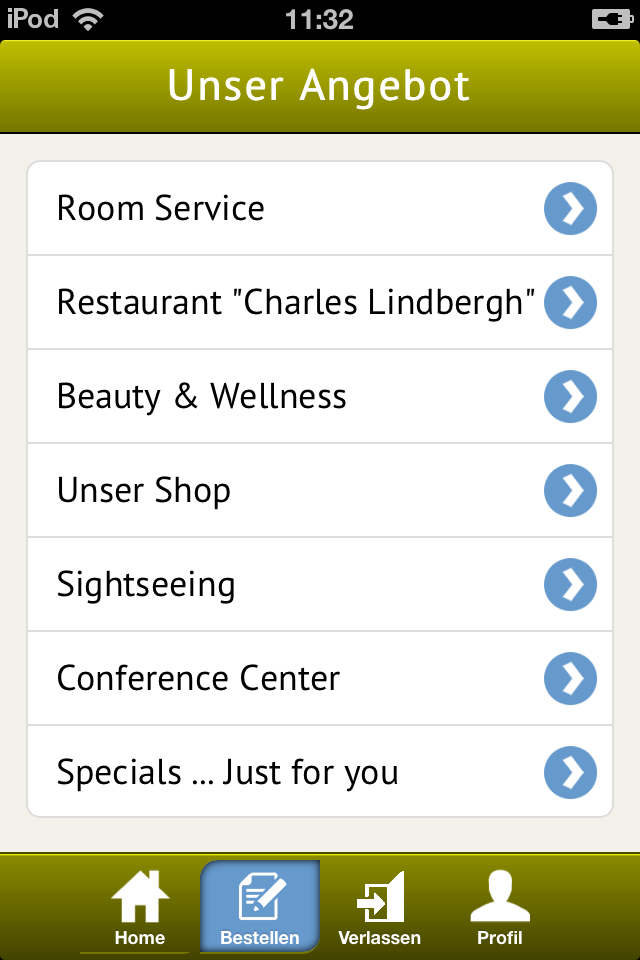 iPod 11:32
Unser Angebot
Room Service
Restaurant "Charles Lindbergh"
Beauty & Wellness
Unser Shop
Sightseeing
Conference Center
Specials ... Just for you
Home Bestellen Verlassen Profil